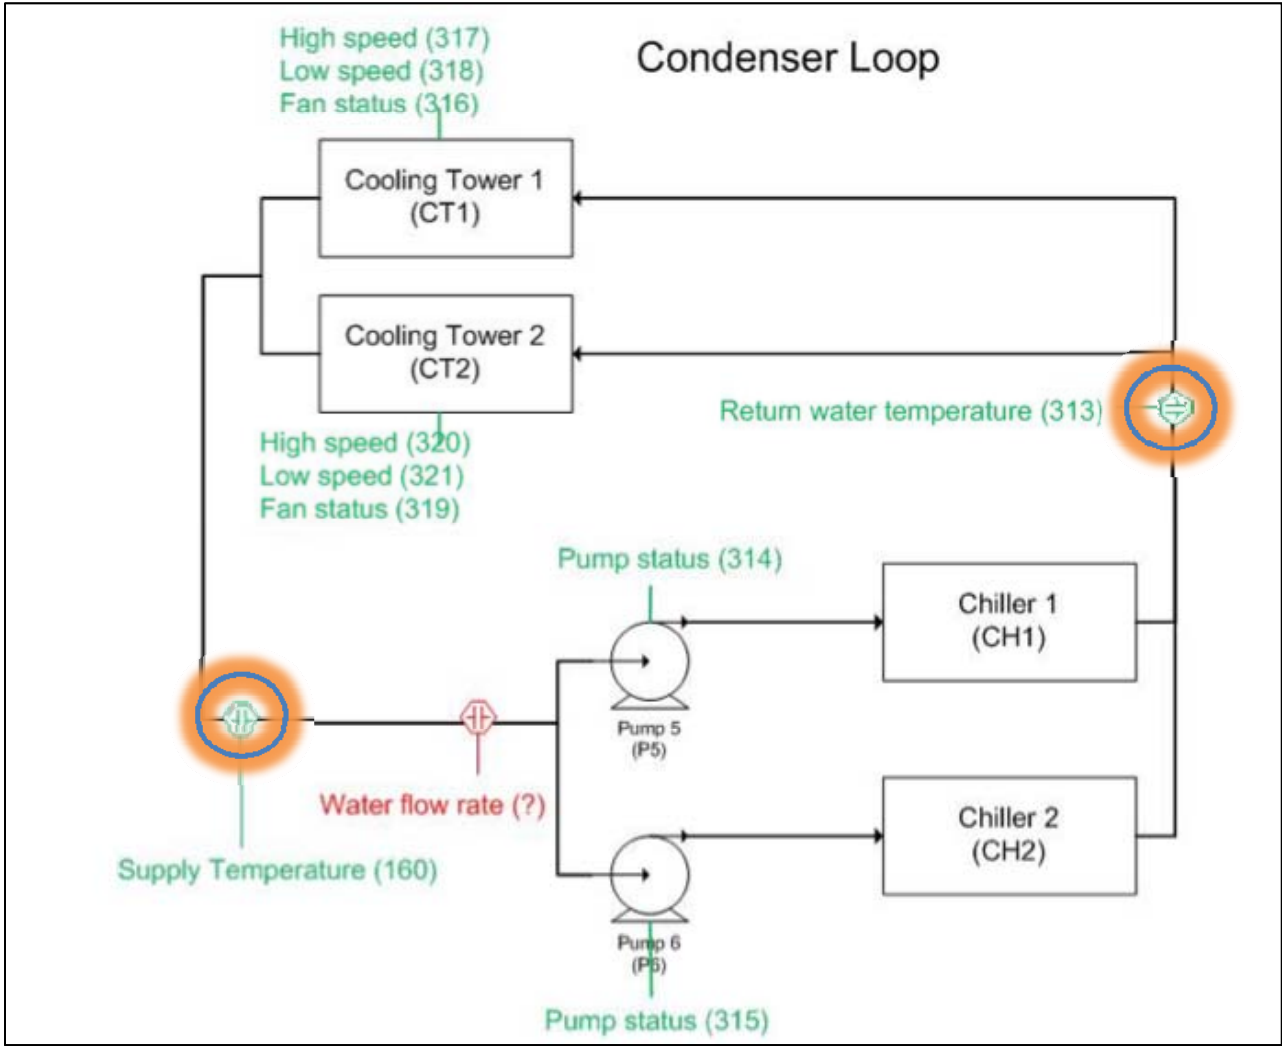 High speed (317)
Low speed (318)
Fan status (316)
Condenser Loop
Cooling Tower 1
(CT1)
Cooling Tower 2
(CT2)
Return water temperature (313)
High speed (320)
Low speed (321)
Fan status (319)
Pump status (314)
Chiller 1
(CH1)
Pump 5
(P5)
Water flow rate (?)
Supply Temperature (160)
Chiller 2
(CH2)
Pump 6
(P6)
Pump status (315)